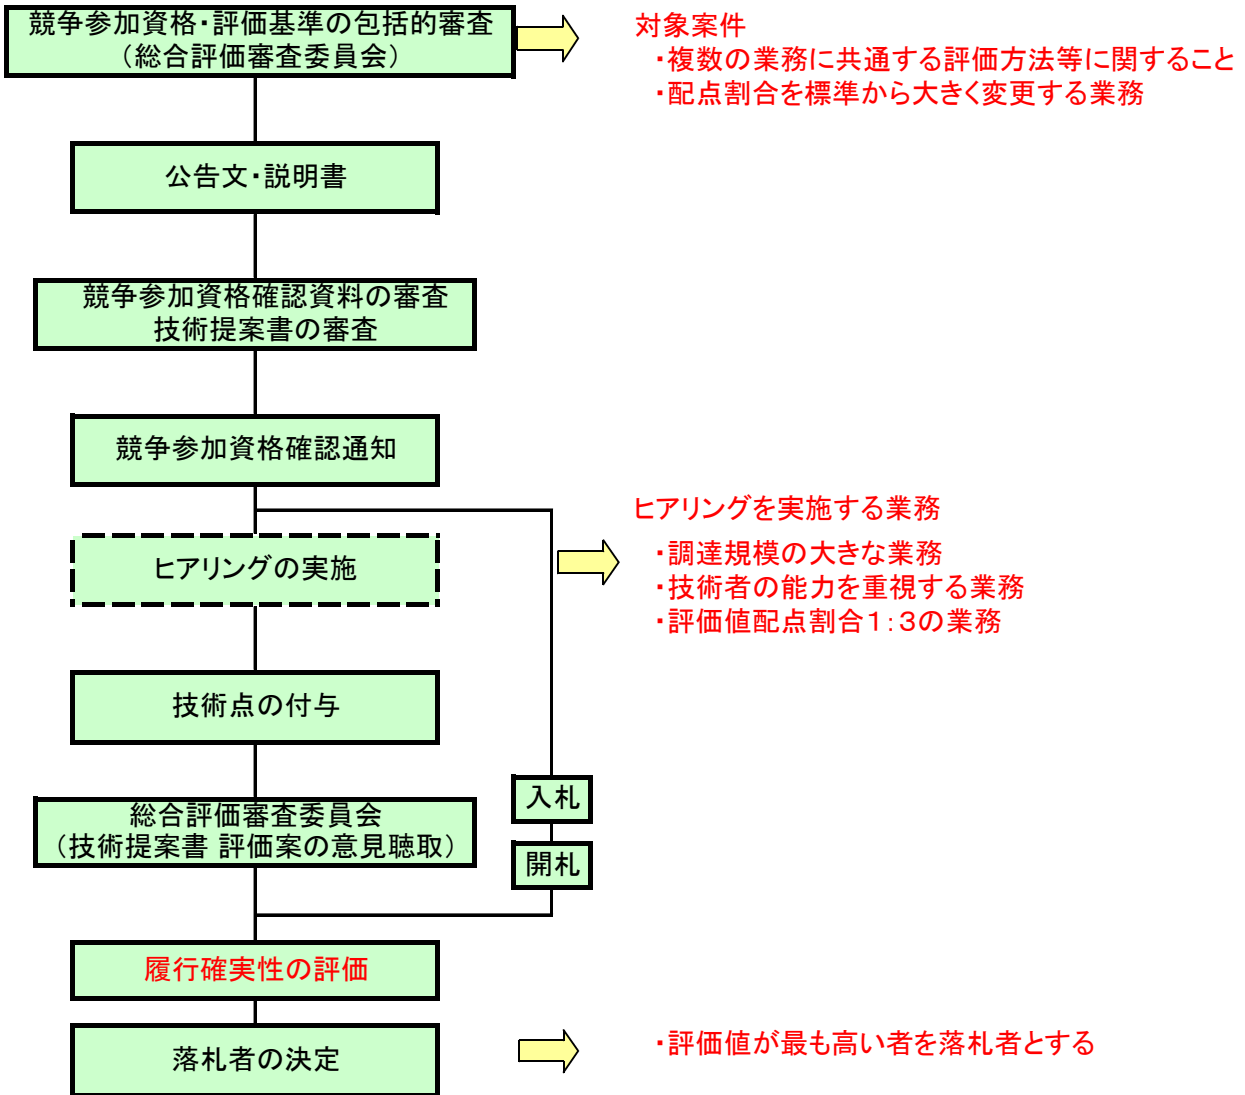 競争参加資格・評価基準の包括的審査
（総合評価審査委員会）
対象案件
・複数の業務に共通する評価方法等に関すること
・配点割合を標準から大きく変更する業務
公告文・説明書
競争参加資格確認資料の審査
技術提案書の審査
競争参加資格確認通知
ヒアリングの実施
ヒアリングを実施する業務
・調達規模の大きな業務
・技術者の能力を重視する業務
・評価値配点割合１：３の業務
技術点の付与
総合評価審査委員会
（技術提案書 評価案の意見聴取）
入札
開札
履行確実性の評価
落札者の決定
・評価値が最も高い者を落札者とする